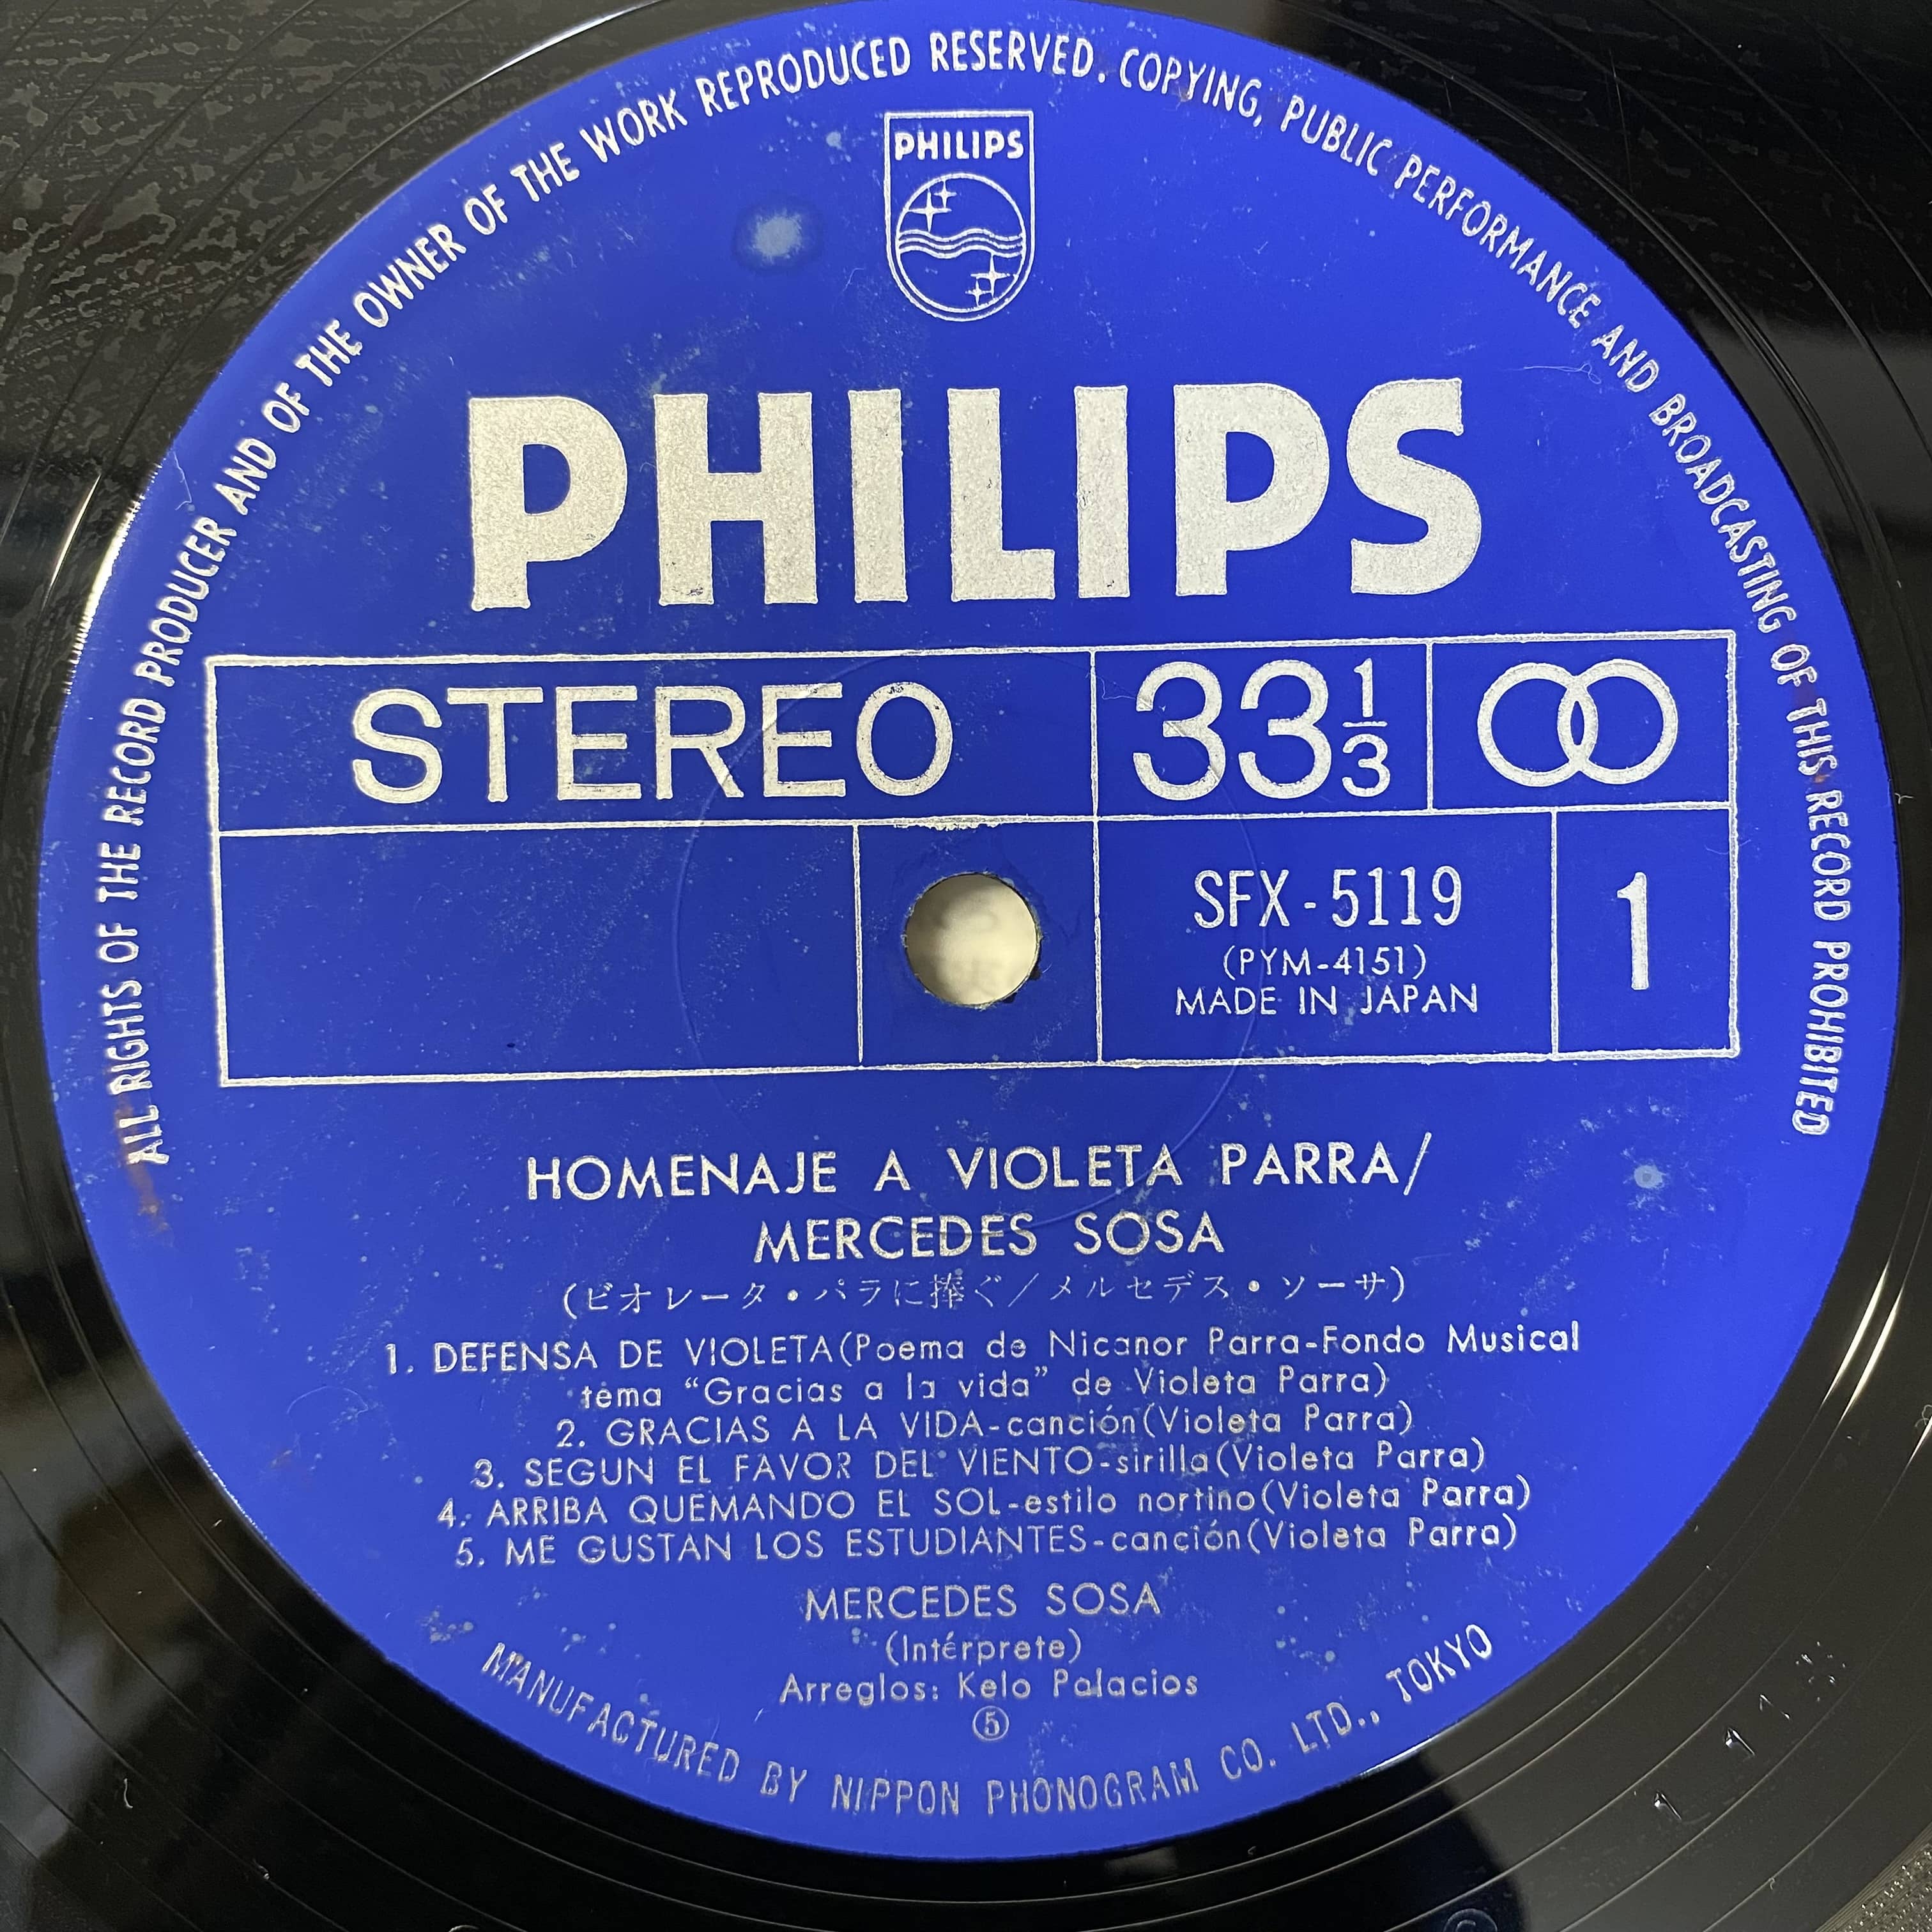 ALL RIGHTS OF THE RECORD PRODUCER AND OF THE OWNER OF THE WORK REPRODUCED RESERVED. COPYING, PUBLIC PERFORMANCE AND BROADCASTING OF THIS RECORD PROHIBITED
PHILIPS
PHILIPS
STEREO
33 1/3
SFX-5119
(PYM-4151)
MADE IN JAPAN
1
HOMENAJE A VIOLETA PARRA/
MERCEDES SOSA
(ビオレータ・パラに捧ぐ/メルセデス・ソーサ)
1. DEFENSA DE VIOLETA(Poema de Nicanor Parra-Fondo Musical
tema “Gracias a la vida” de Violeta Parra)
2. GRACIAS A LA VIDA-canción(Violeta Parra)
3. SEGUN EL FAVOR DEL VIENTO-sirilla(Violeta Parra)
4. ARRIBA QUEMANDO EL SOL-estilo nortino(Violeta Parra)
5. ME GUSTAN LOS ESTUDIANTES-canción(Violeta Parra)
MERCEDES SOSA
(Intérprete)
Arreglos: Kelo Palacios
⑤
MANUFACTURED BY NIPPON PHONOGRAM CO. LTD., TOKYO